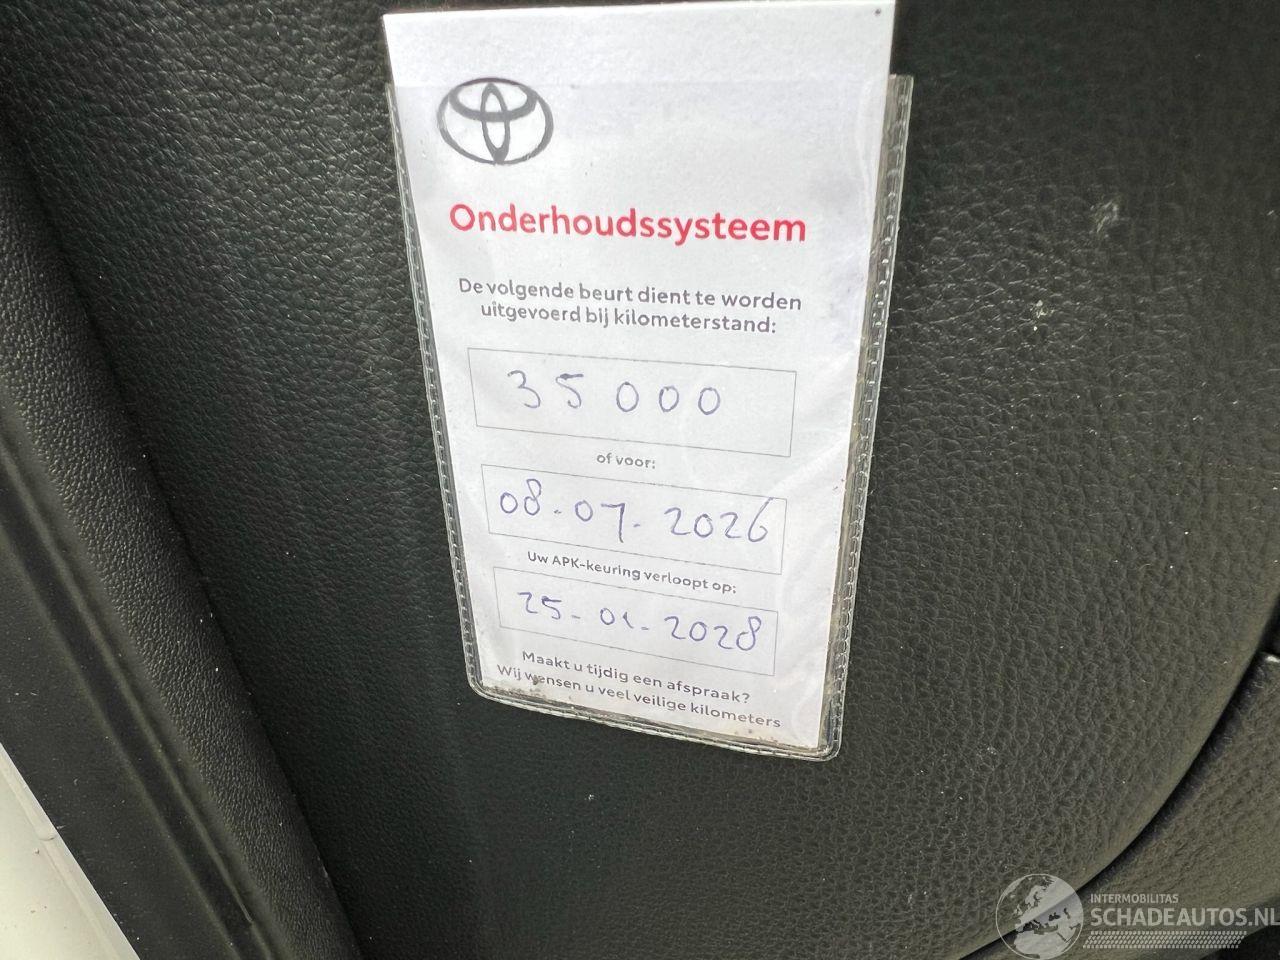 Onderhoudssysteem
De volgende beurt dient te worden
uitgevoerd bij kilometerstand:
35000
of voor:
08-07-2026
Uw APK-keuring verloopt op:
25-01-2028
Maakt u tijdig een afspraak?
Wij wensen u veel veilige kilometers
INTERMOBILITAS
SCHADEAUTOS.NL